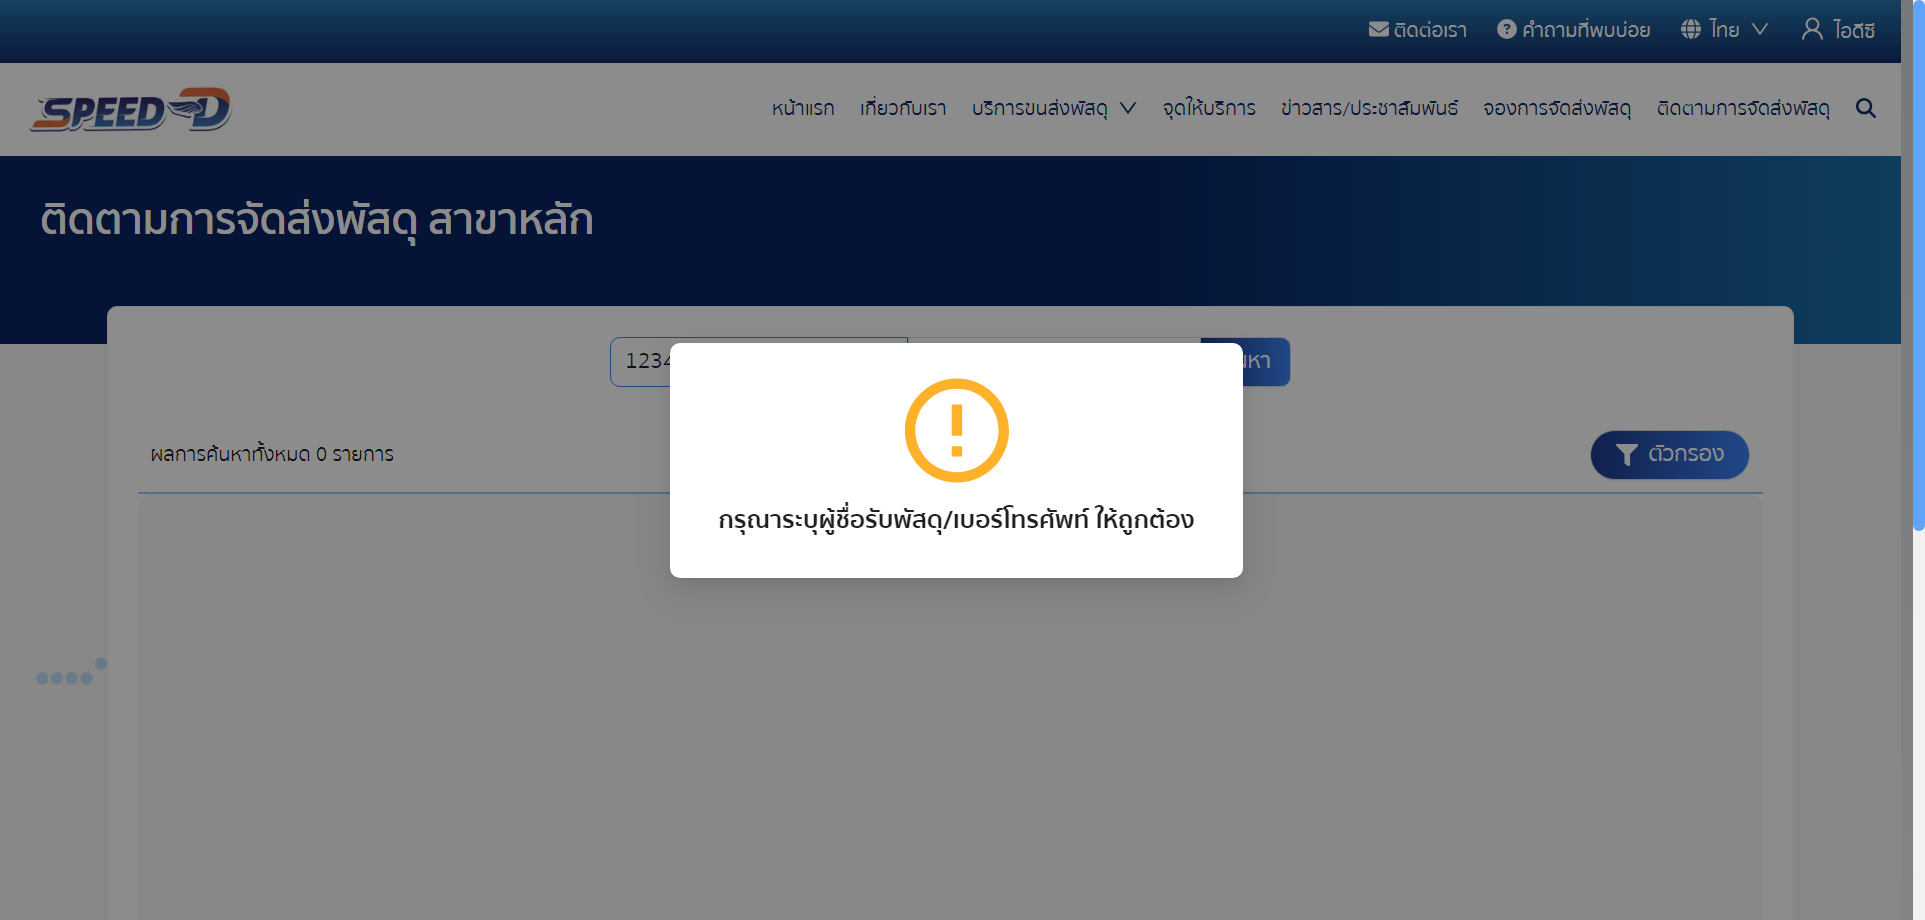 ติดต่อเรา
คำถามที่พบบ่อย
ไทย
ไอดีซี
SPEED-D
หน้าแรก
เกี่ยวกับเรา
บริการขนส่งพัสดุ
จุดให้บริการ
ข่าวสาร/ประชาสัมพันธ์
จองการจัดส่งพัสดุ
ติดตามการจัดส่งพัสดุ
ติดตามการจัดส่งพัสดุ สาขาหลัก
ผลการค้นหาทั้งหมด 0 รายการ
ตัวกรอง
กรุณาระบุผู้ชื่อรับพัสดุ/เบอร์โทรศัพท์ ให้ถูกต้อง